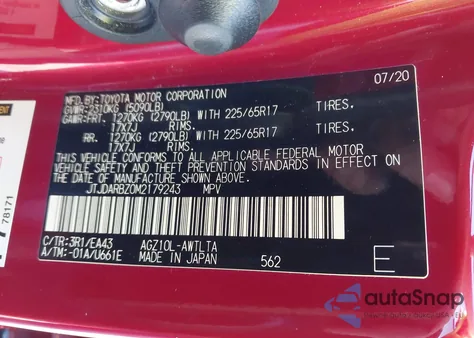 MFD.BY:TOYOTA MOTOR CORPORATION 07/20
GVWR:2310KG (5090LB)
GAWR:FRT. 1270KG (2790LB) WITH 225/65R17 TIRES.
17X7J RIMS.
RR. 1270KG (2790LB) WITH 225/65R17 TIRES.
17X7J RIMS.
THIS VEHICLE CONFORMS TO ALL APPLICABLE FEDERAL MOTOR
VEHICLE SAFETY AND THEFT PREVENTION STANDARDS IN EFFECT ON
THE DATE OF MANUFACTURE SHOWN ABOVE.
JTJDARBZ0M2179243 MPV
C/TR:3R1/EA43 AGZ10L-AWTLTA
A/TM:-01A/U661E MADE IN JAPAN 562 E
78171
autoSnap